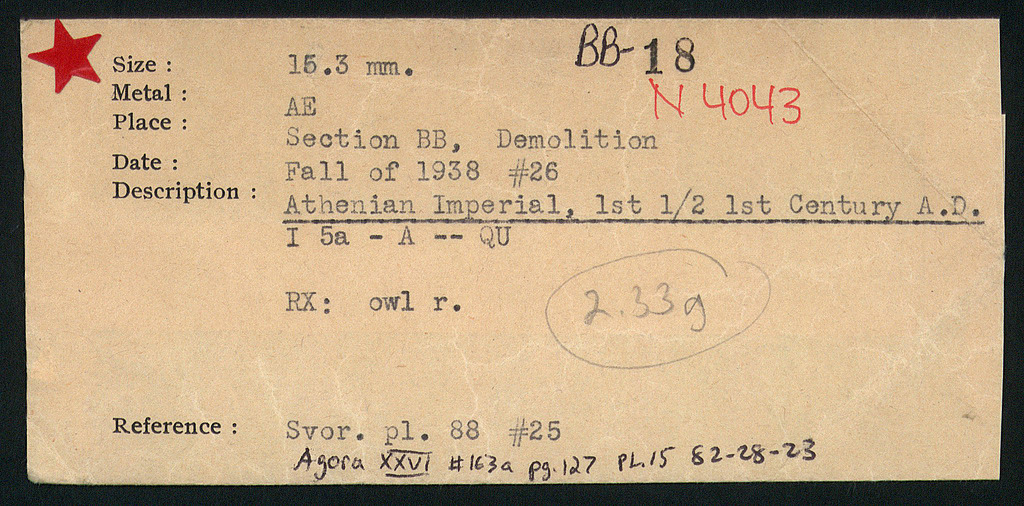 BB-18
N 4043
Size : 15.3 mm.
Metal : AE
Place : Section BB, Demolition
Date : Fall of 1938 #26
Description : Athenian Imperial, 1st 1/2 1st Century A.D.
I 5a - A -- QU
RX: owl r.
2.33g
Reference : Svor. pl. 88 #25
Agora XXVI #163a pg. 127 PL.15 82-28-23